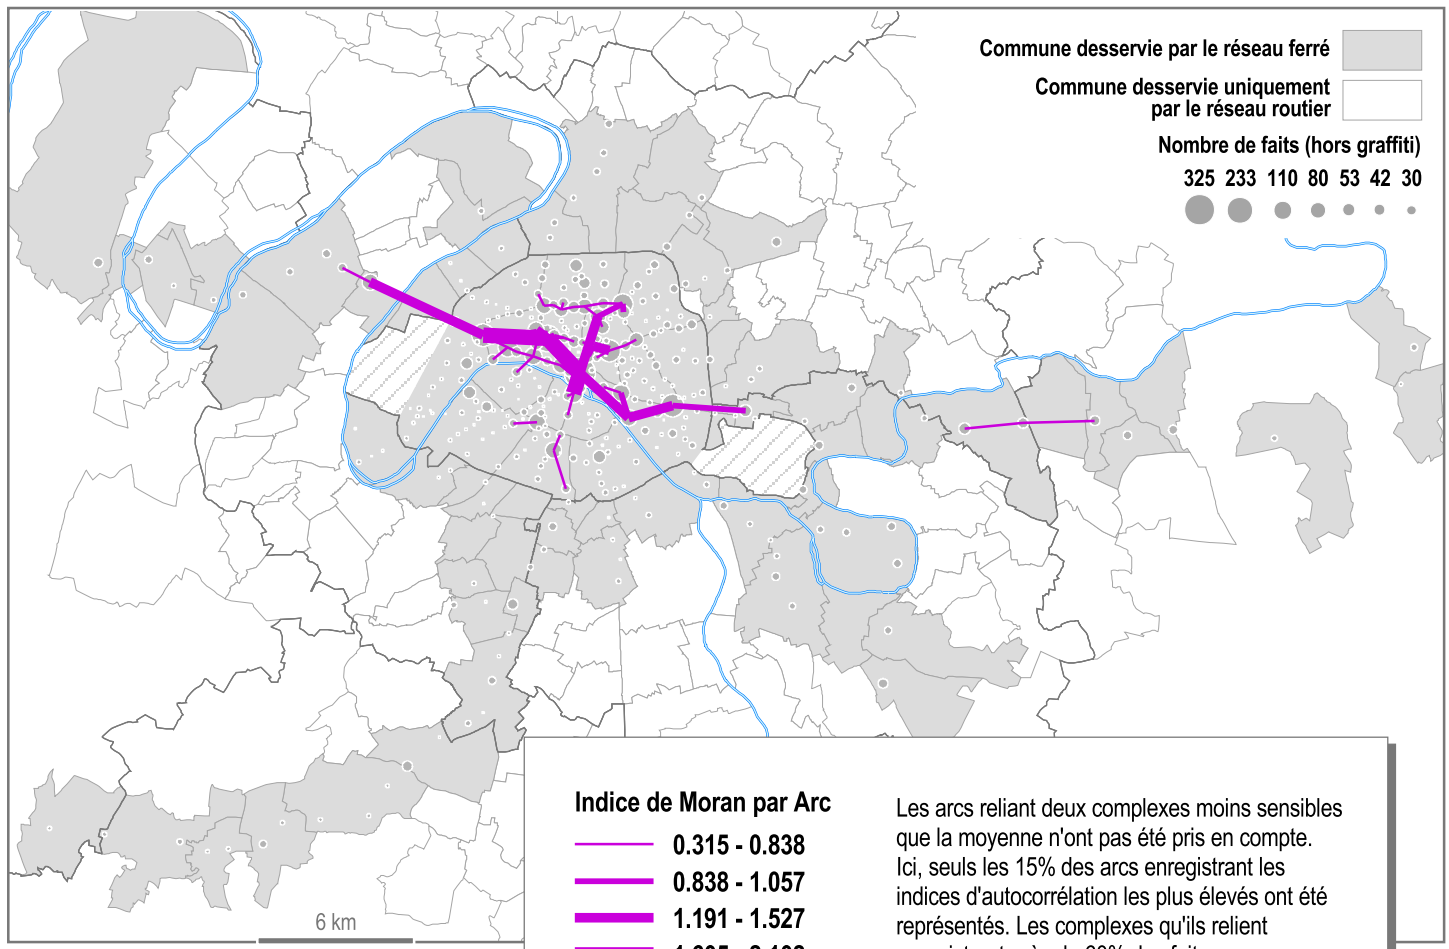 Commune desservie par le réseau ferré
Commune desservie uniquement
par le réseau routier
Nombre de faits (hors graffiti)
325 233 110 80 53 42 30
Indice de Moran par Arc
0.315 - 0.838
0.838 - 1.057
1.191 - 1.527
Les arcs reliant deux complexes moins sensibles
que la moyenne n'ont pas été pris en compte.
Ici, seuls les 15% des arcs enregistrant les
indices d'autocorrélation les plus élevés ont été
représentés. Les complexes qu'ils relient
6 km